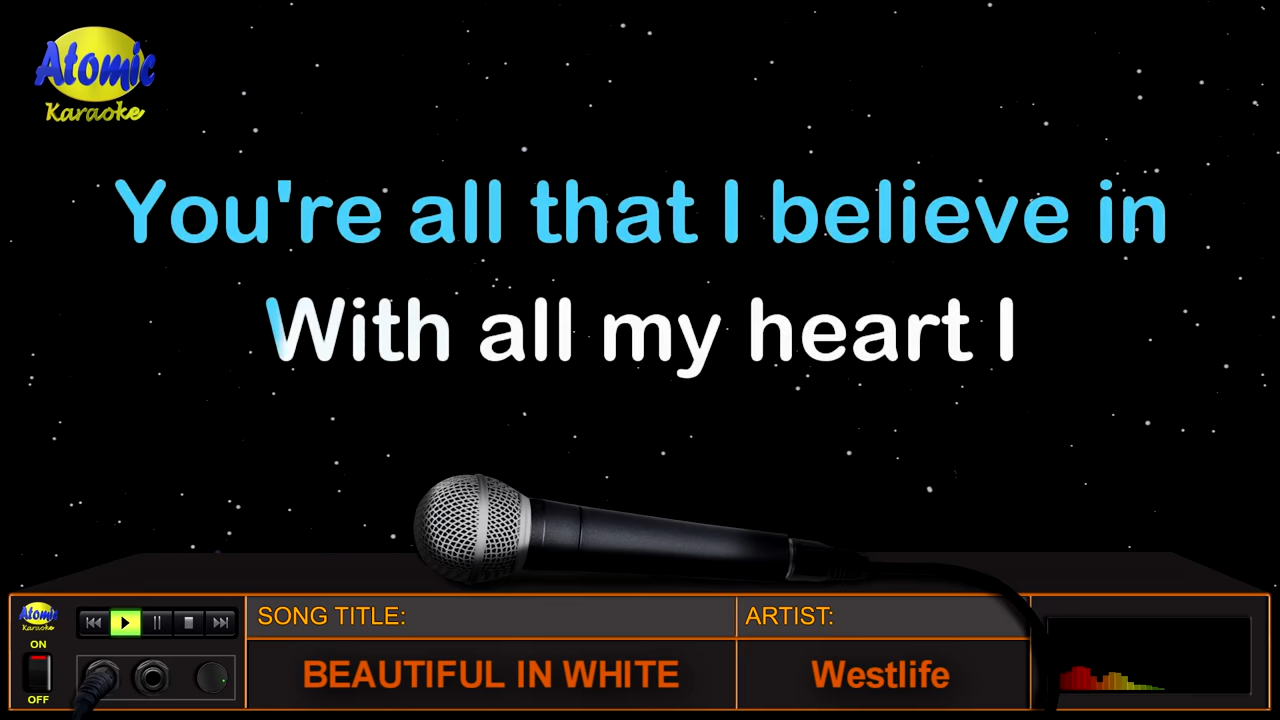 Atomic
Karaoke
You're all that I believe in
With all my heart I
Atomic
Karaoke
ON
OFF
SONG TITLE:
BEAUTIFUL IN WHITE
ARTIST:
Westlife